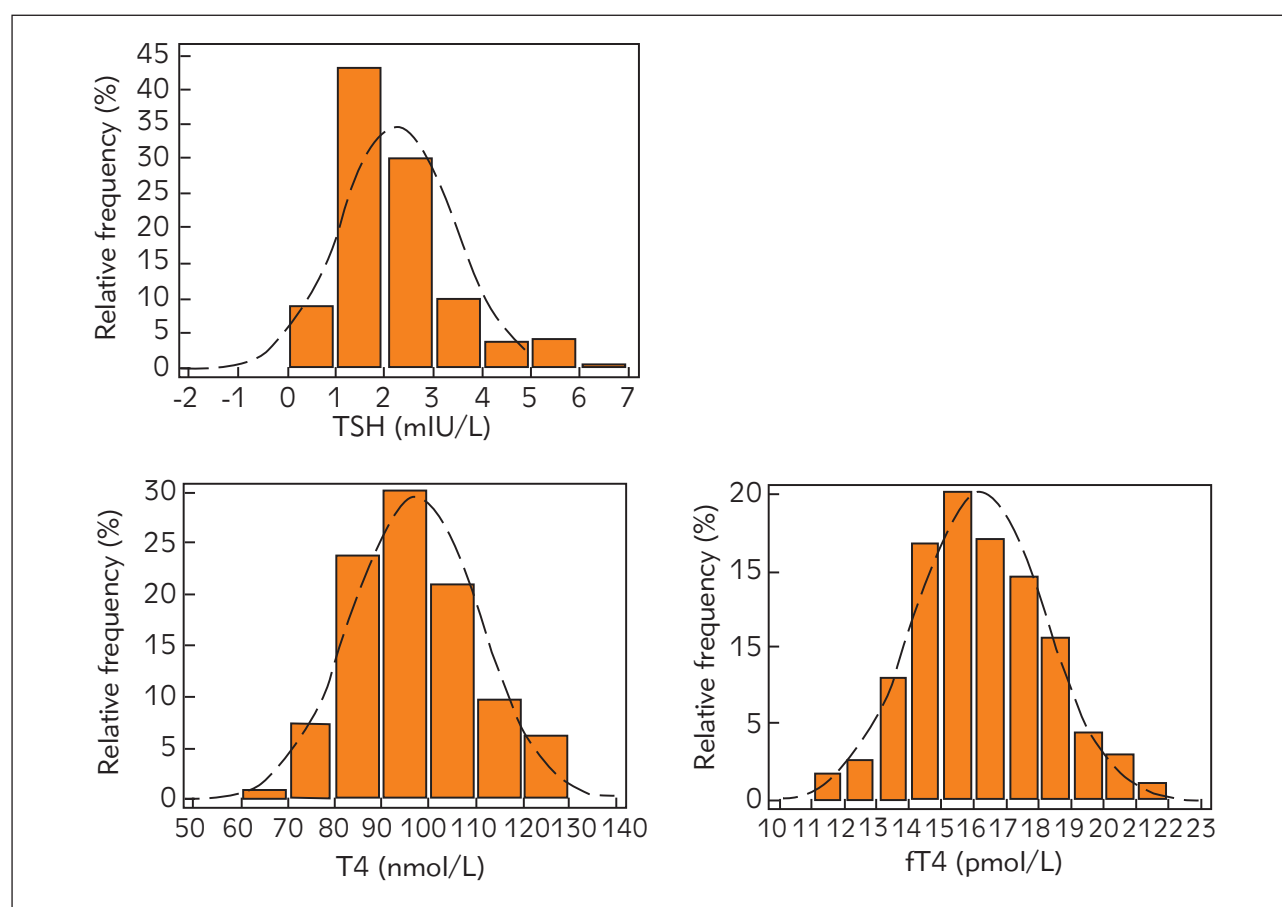 Relative frequency (%)
45
40
35
30
25
20
15
10
5
0
-2 -1 0 1 2 3 4 5 6 7
TSH (mIU/L)
Relative frequency (%)
30
25
20
15
10
5
0
50 60 70 80 90 100 110 120 130 140
T4 (nmol/L)
Relative frequency (%)
20
15
15
5
0
10 11 12 13 14 15 16 17 18 19 20 21 22 23
fT4 (pmol/L)